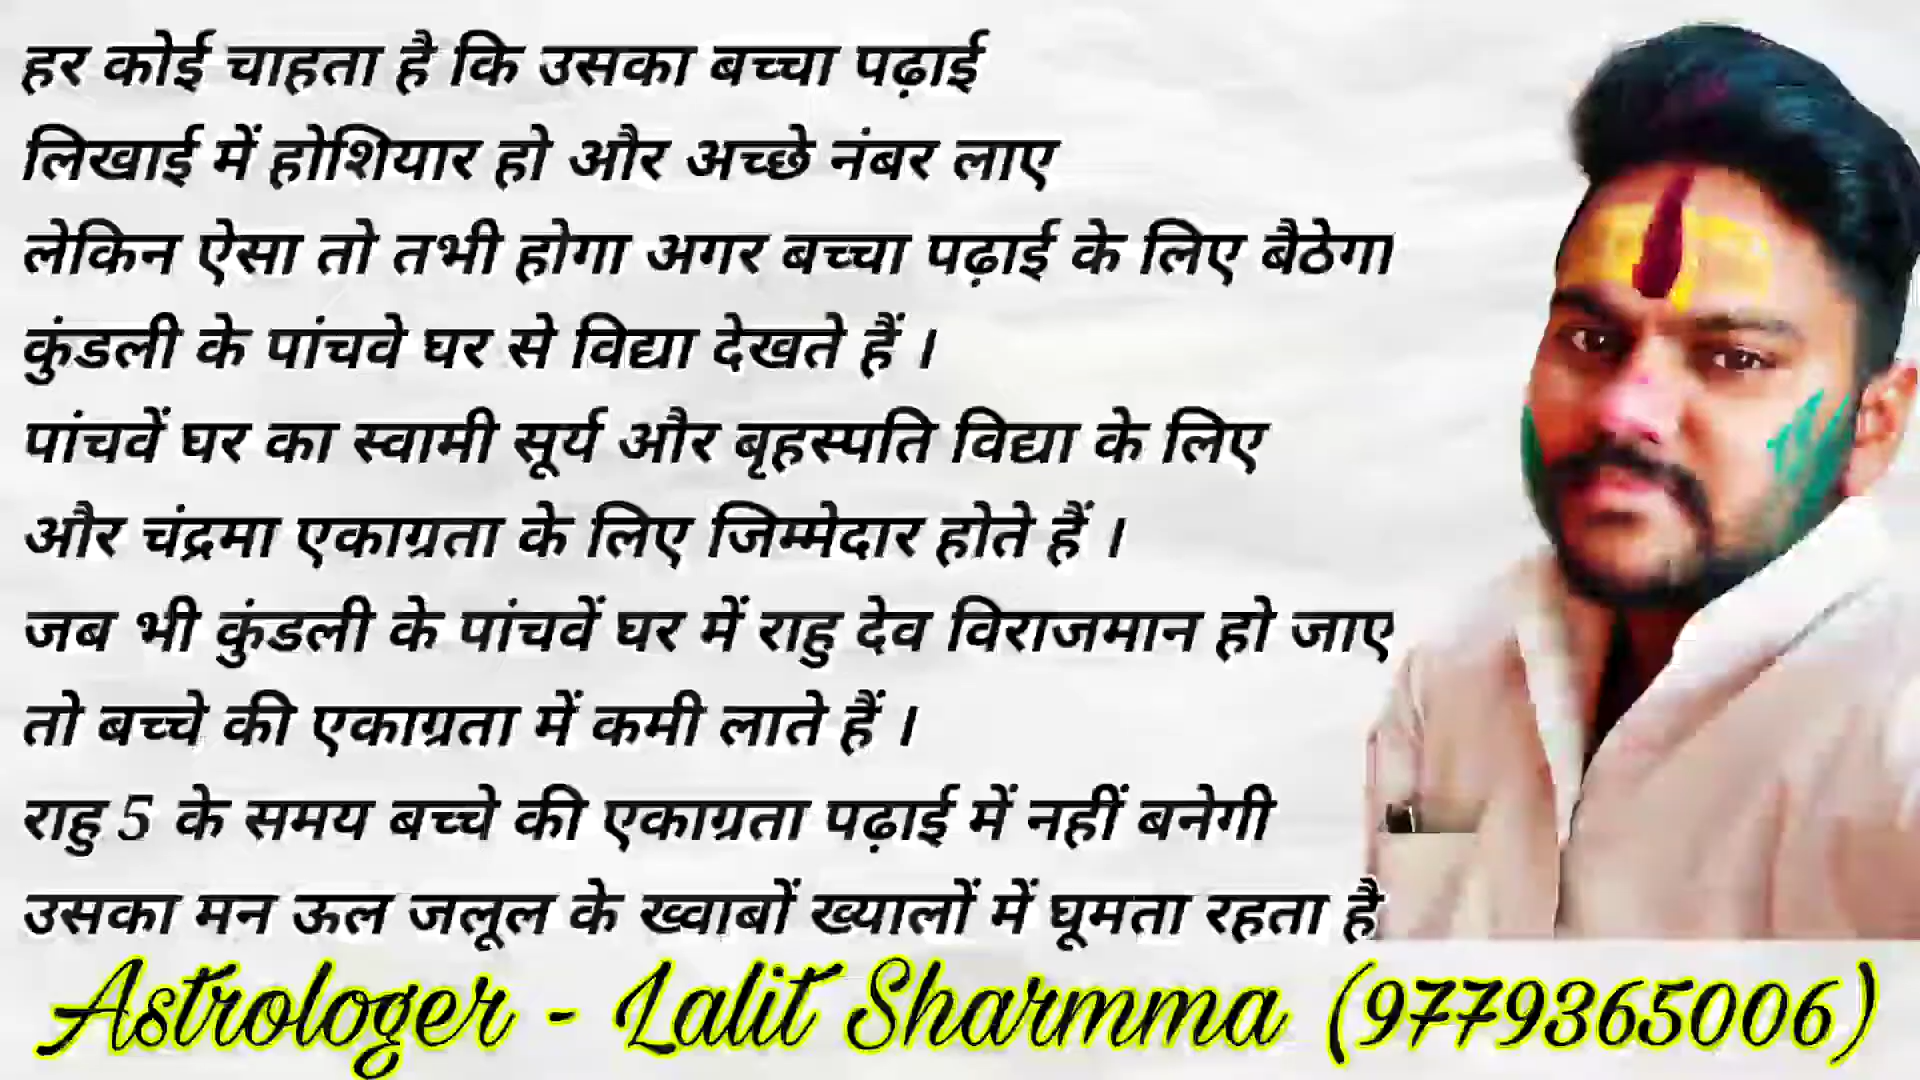 हर कोई चाहता है कि उसका बच्चा पढ़ाई
लिखाई में होशियार हो और अच्छे नंबर लाए
लेकिन ऐसा तो तभी होगा अगर बच्चा पढ़ाई के लिए बैठेगा
कुंडली के पांचवे घर से विद्या देखते हैं ।
पांचवें घर का स्वामी सूर्य और बृहस्पति विद्या के लिए
और चंद्रमा एकाग्रता के लिए जिम्मेदार होते हैं ।
जब भी कुंडली के पांचवें घर में राहु देव विराजमान हो जाए
तो बच्चे की एकाग्रता में कमी लाते हैं ।
राहु 5 के समय बच्चे की एकाग्रता पढ़ाई में नहीं बनेगी
उसका मन ऊल जलूल के ख्वाबों ख्यालों में घूमता रहता है
Astrologer - Lalit Sharmma (9779365006)